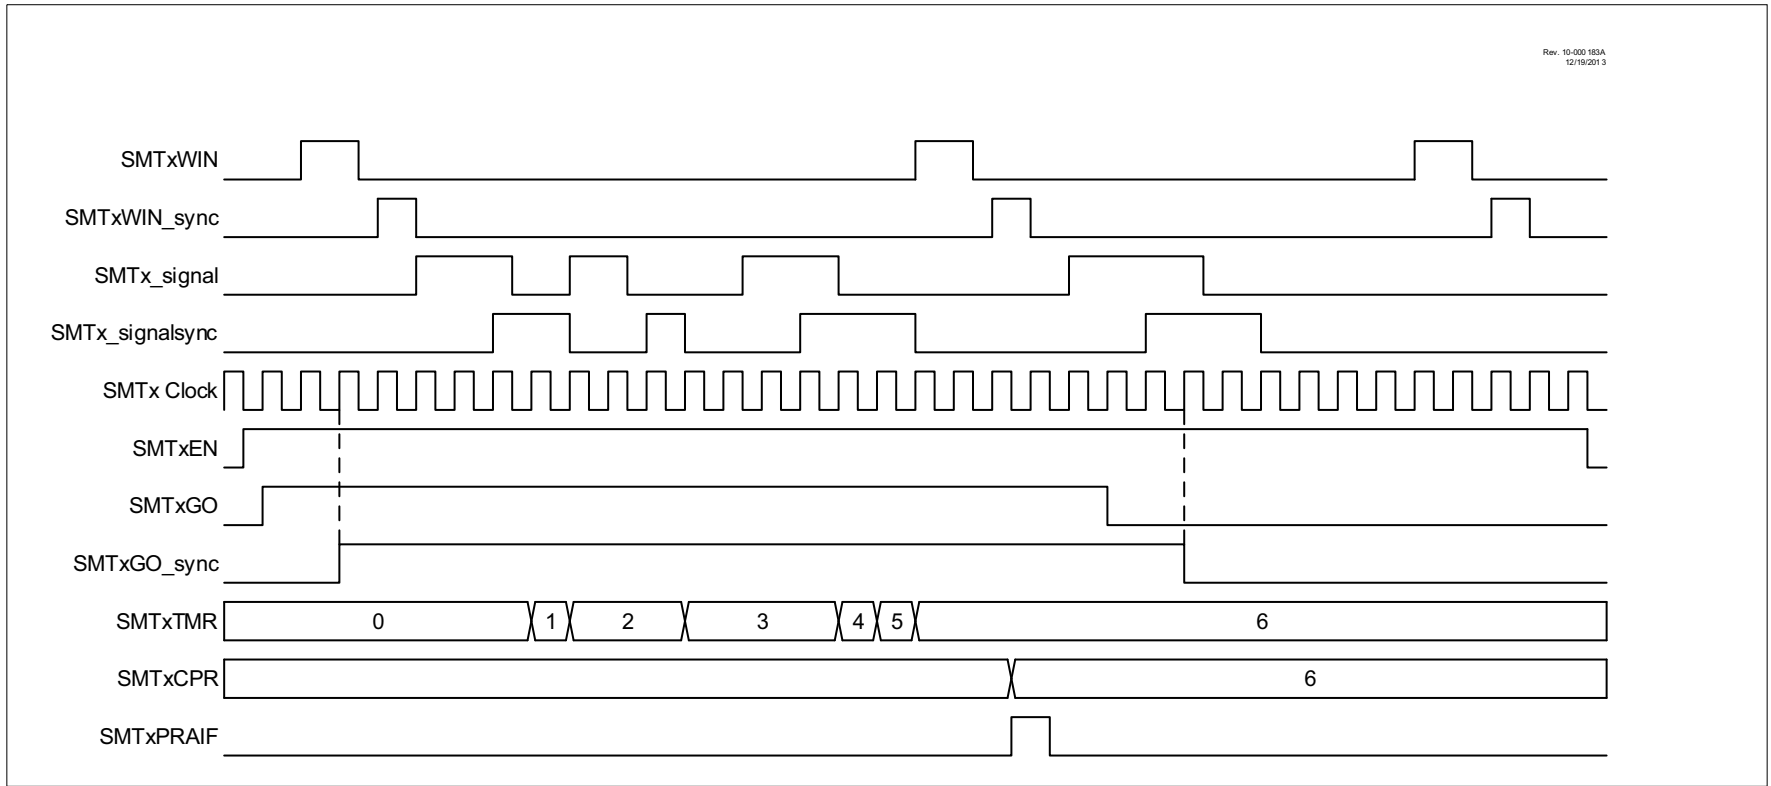 Rev. 10-000 183A
12/19/201 3
SMTxWIN
SMTxWIN_sync
SMTx_signal
SMTx_signalsync
SMTx Clock
SMTxEN
SMTxGO
SMTxGO_sync
SMTxTMR 0 1 2 3 4 5 6
SMTxCPR 6
SMTxPRAIF